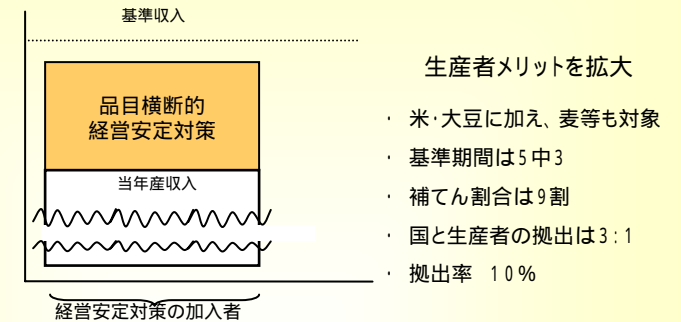 基準収入
品目横断的
経営安定対策
当年産収入
経営安定対策の加入者
生産者メリットを拡大
・ 米・大豆に加え、麦等も対象
・ 基準期間は5中3
・ 補てん割合は9割
・ 国と生産者の拠出は3:1
・ 拠出率 10%